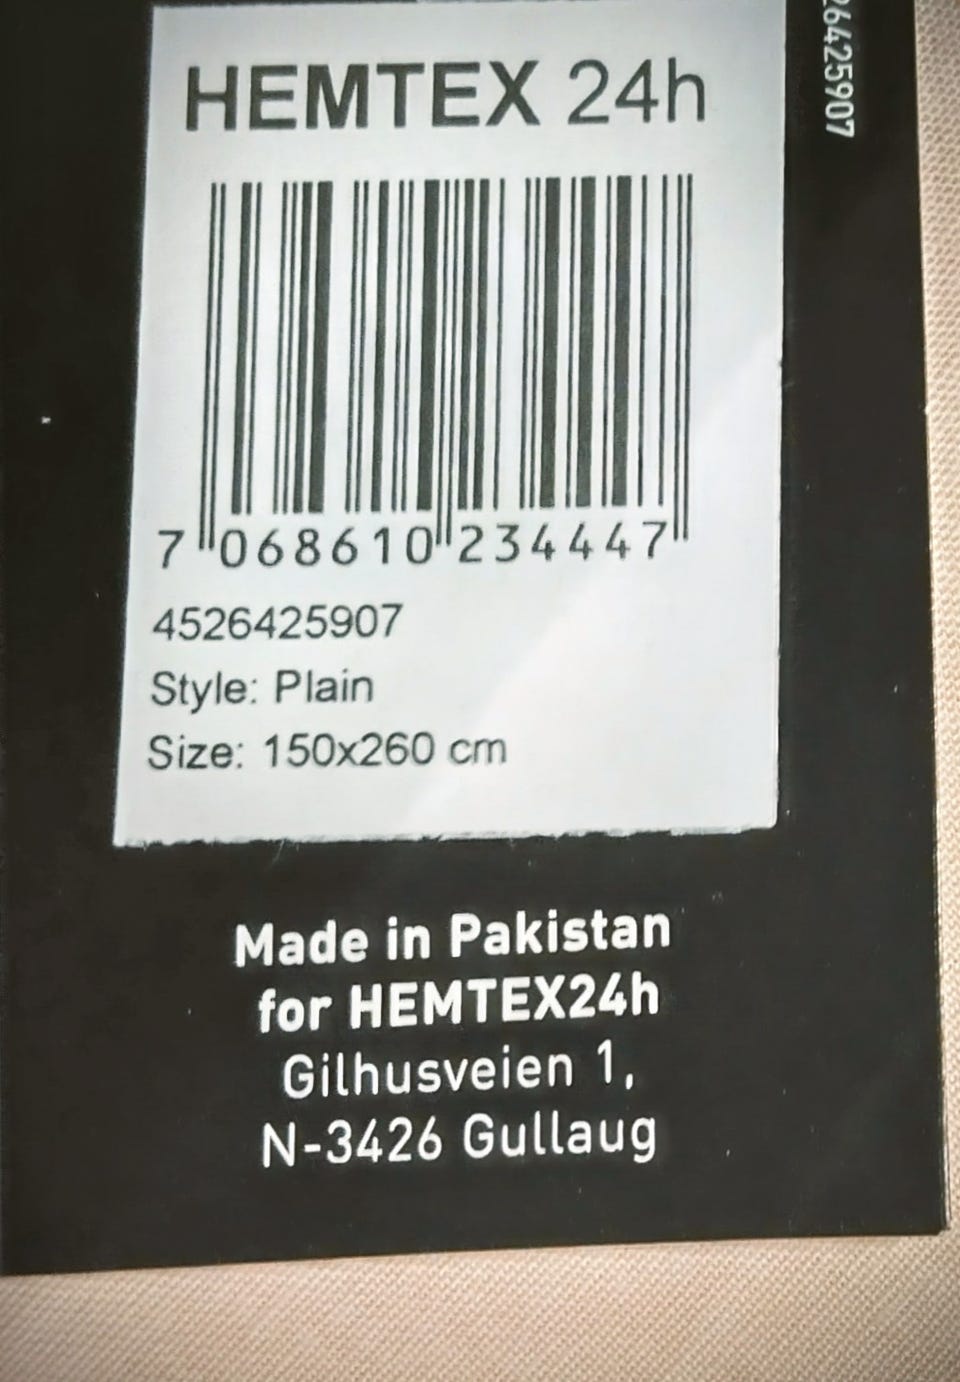 HEMTEX 24h
7 068610 234447
4526425907
Style: Plain
Size: 150x260 cm
Made in Pakistan
for HEMTEX24h
Gilhusveien 1,
N-3426 Gullaug
26425907